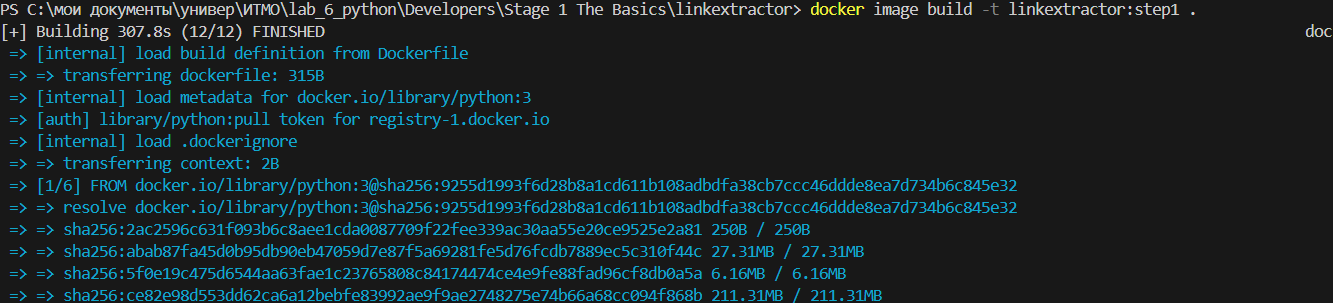 PS C:\мои документы\универ\ИТМО\lab_6_python\Developers\Stage 1 The Basics\linkextractor> docker image build -t linkextractor:step1 .
[+] Building 307.8s (12/12) FINISHED doc
=> [internal] load build definition from Dockerfile
=> => transferring dockerfile: 315B
=> [internal] load metadata for docker.io/library/python:3
=> [auth] library/python:pull token for registry-1.docker.io
=> [internal] load .dockerignore
=> => transferring context: 2B
=> [1/6] FROM docker.io/library/python:3@sha256:9255d1993f6d28b8a1cd611b108adbdfa38cb7ccc46ddde8ea7d734b6c845e32
=> => resolve docker.io/library/python:3@sha256:9255d1993f6d28b8a1cd611b108adbdfa38cb7ccc46ddde8ea7d734b6c845e32
=> => sha256:2ac2596c631f093b6c8aee1cda0087709f22fee339ac30aa55e20ce9525e2a81 250B / 250B
=> => sha256:abab87fa45d0b95db90eb47059d7e87f5a69281fe5d76fcdb7889ec5c310f44c 27.31MB / 27.31MB
=> => sha256:5f0e19c475d6544aa63fae1c23765808c84174474ce4e9fe88fad96cf8db0a5a 6.16MB / 6.16MB
=> => sha256:ce82e98d553dd62ca6a12bebfe83992ae9f9ae2748275e74b66a68cc094f868b 211.31MB / 211.31MB